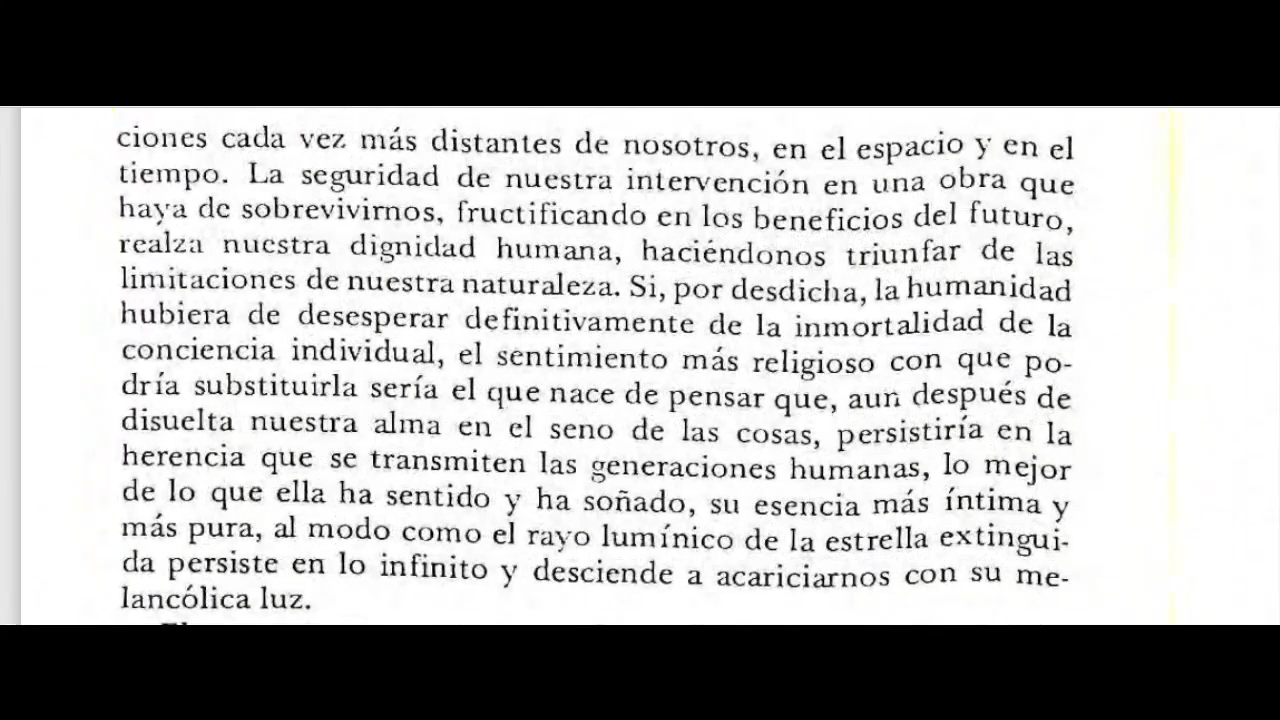 ciones cada vez más distantes de nosotros, en el espacio y en el
tiempo. La seguridad de nuestra intervención en una obra que
haya de sobrevivirnos, fructificando en los beneficios del futuro,
realza nuestra dignidad humana, haciéndonos triunfar de las
limitaciones de nuestra naturaleza. Si, por desdicha, la humanidad
hubiera de desesperar definitivamente de la inmortalidad de la
conciencia individual, el sentimiento más religioso con que po-
dría substituirla sería el que nace de pensar que, aun después de
disuelta nuestra alma en el seno de las cosas, persistiría en la
herencia que se transmiten las generaciones humanas, lo mejor
de lo que ella ha sentido y ha soñado, su esencia más íntima y
más pura, al modo como el rayo lumínico de la estrella extingui-
da persiste en lo infinito y desciende a acariciarnos con su me-
lancólica luz.